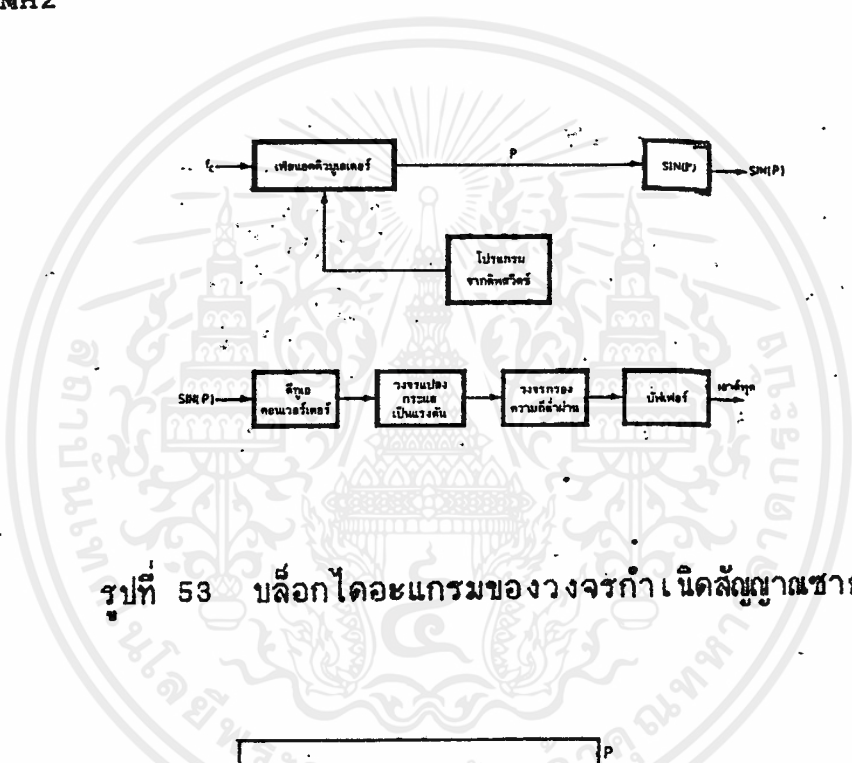 f_c
เฟสแอคคิวมูเลเตอร์
P
SIN(P)
SIN(P)
โปรแกรม
จากดิพสวิตช์
SIN(P)
ดีทูเอ
คอนเวอร์เตอร์
วงจรแปลง
กระแส
เป็นแรงดัน
วงจรกรอง
ความถี่ต่ำผ่าน
บัฟเฟอร์
เอาต์พุต
รูปที่ 53 บล็อกไดอะแกรมของวงจรกำเนิดสัญญาณซาย
P